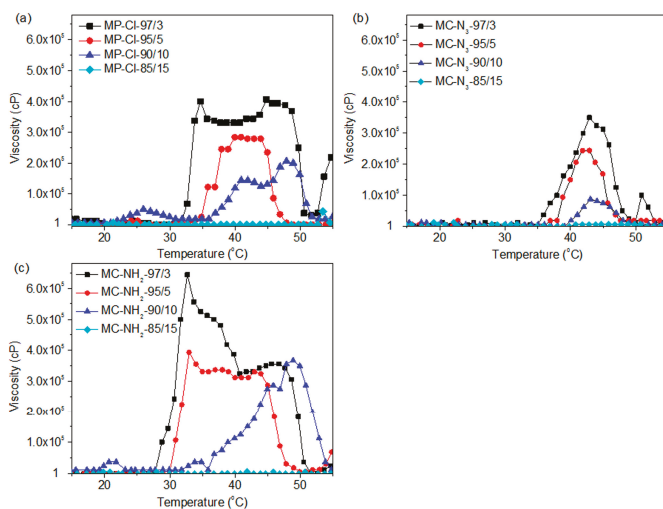 (a)
MP-Cl-97/3
MP-Cl-95/5
MP-Cl-90/10
MP-Cl-85/15
6.0x10⁵
5.0x10⁵
4.0x10⁵
3.0x10⁵
2.0x10⁵
1.0x10⁵
1
Viscosity (cP)
20 30 40 50
Temperature (°C)
(b)
MC-N₃-97/3
MC-N₃-95/5
MC-N₃-90/10
MC-N₃-85/15
6.0x10⁵
5.0x10⁵
4.0x10⁵
3.0x10⁵
2.0x10⁵
1.0x10⁵
1
Viscosity (cP)
20 30 40 50
Temperature (°C)
(c)
MC-NH₂-97/3
MC-NH₂-95/5
MC-NH₂-90/10
MC-NH₂-85/15
6.0x10⁵
5.0x10⁵
4.0x10⁵
3.0x10⁵
2.0x10⁵
1.0x10⁵
1
Viscosity (cP)
20 30 40 50
Temperature (°C)